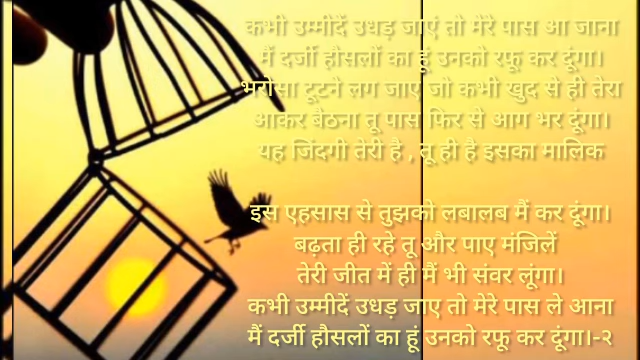 कभी उम्मीदें उधड़ जाएं तो मेरे पास आ जाना
मैं दर्जी हौसलों का हूं उनको रफू कर दूंगा।
भरोसा टूटने लग जाए जो कभी खुद से ही तेरा
आकर बैठना तू पास फिर से आग भर दूंगा।
यह जिंदगी तेरी है , तू ही है इसका मालिक
इस एहसास से तुझको लबालब मैं कर दूंगा।
बढ़ता ही रहे तू और पाए मंजिलें
तेरी जीत में ही मैं भी संवर लूंगा।
कभी उम्मीदें उधड़ जाए तो मेरे पास ले आना
मैं दर्जी हौसलों का हूं उनको रफू कर दूंगा।-२